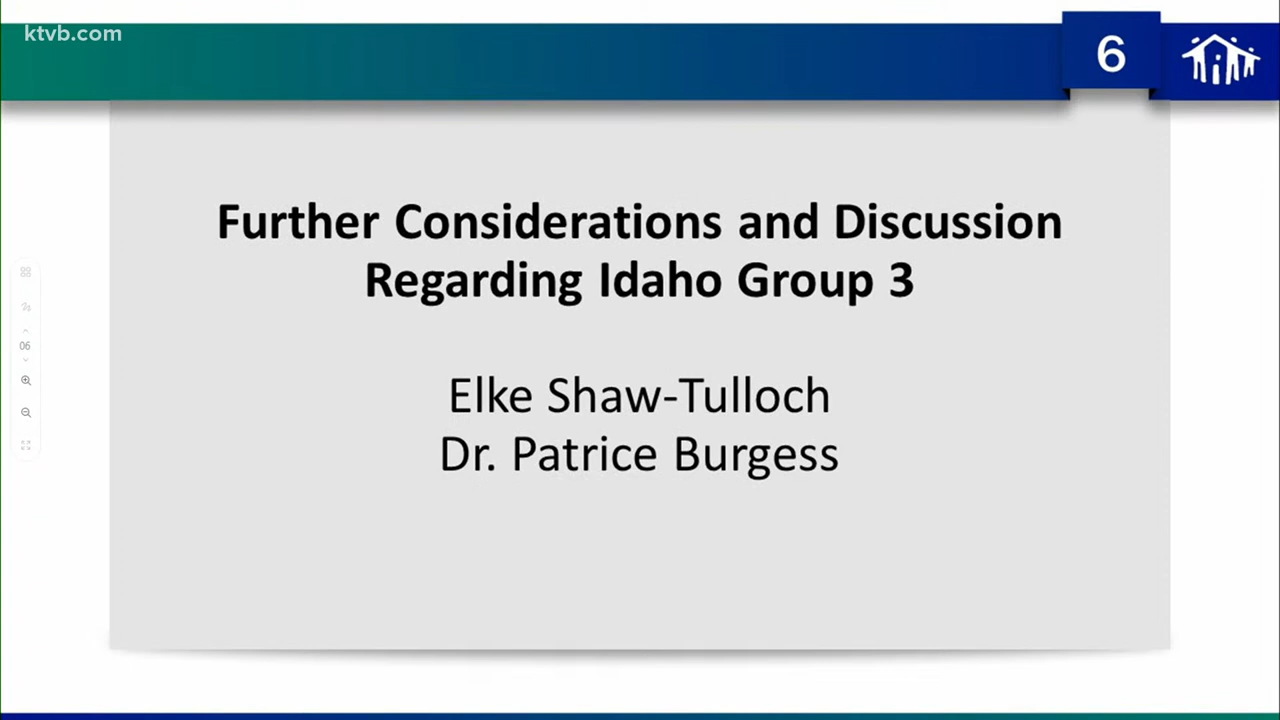 ktvb.com
6
Further Considerations and Discussion
Regarding Idaho Group 3
06
Elke Shaw-Tulloch
Dr. Patrice Burgess